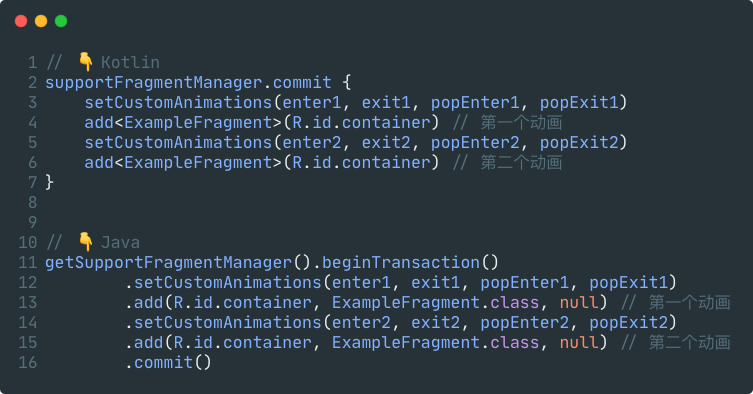 1 // 👇 Kotlin
2 supportFragmentManager.commit {
3     setCustomAnimations(enter1, exit1, popEnter1, popExit1)
4     add<ExampleFragment>(R.id.container) // 第一个动画
5     setCustomAnimations(enter2, exit2, popEnter2, popExit2)
6     add<ExampleFragment>(R.id.container) // 第二个动画
7 }
8
9
10 // 👇 Java
11 getSupportFragmentManager().beginTransaction()
12         .setCustomAnimations(enter1, exit1, popEnter1, popExit1)
13         .add(R.id.container, ExampleFragment.class, null) // 第一个动画
14         .setCustomAnimations(enter2, exit2, popEnter2, popExit2)
15         .add(R.id.container, ExampleFragment.class, null) // 第二个动画
16         .commit()